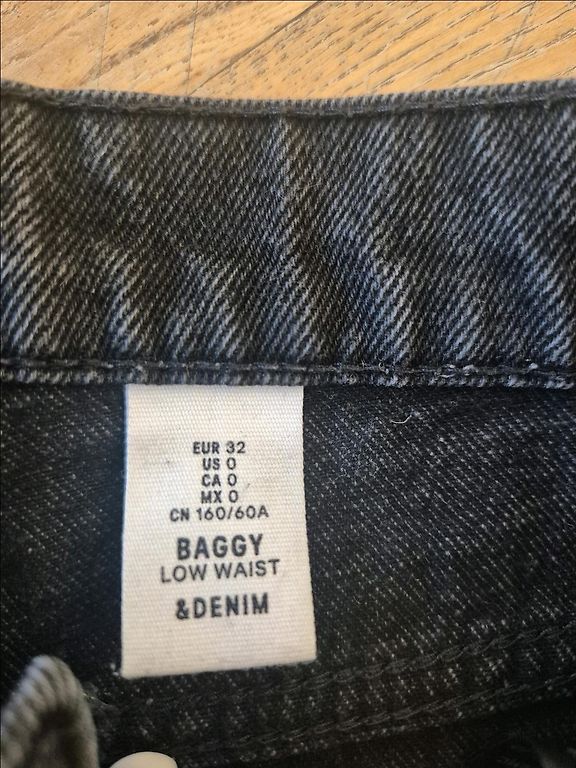 EUR 32
US 0
CA 0
MX 0
CN 160/60A
BAGGY
LOW WAIST
&DENIM